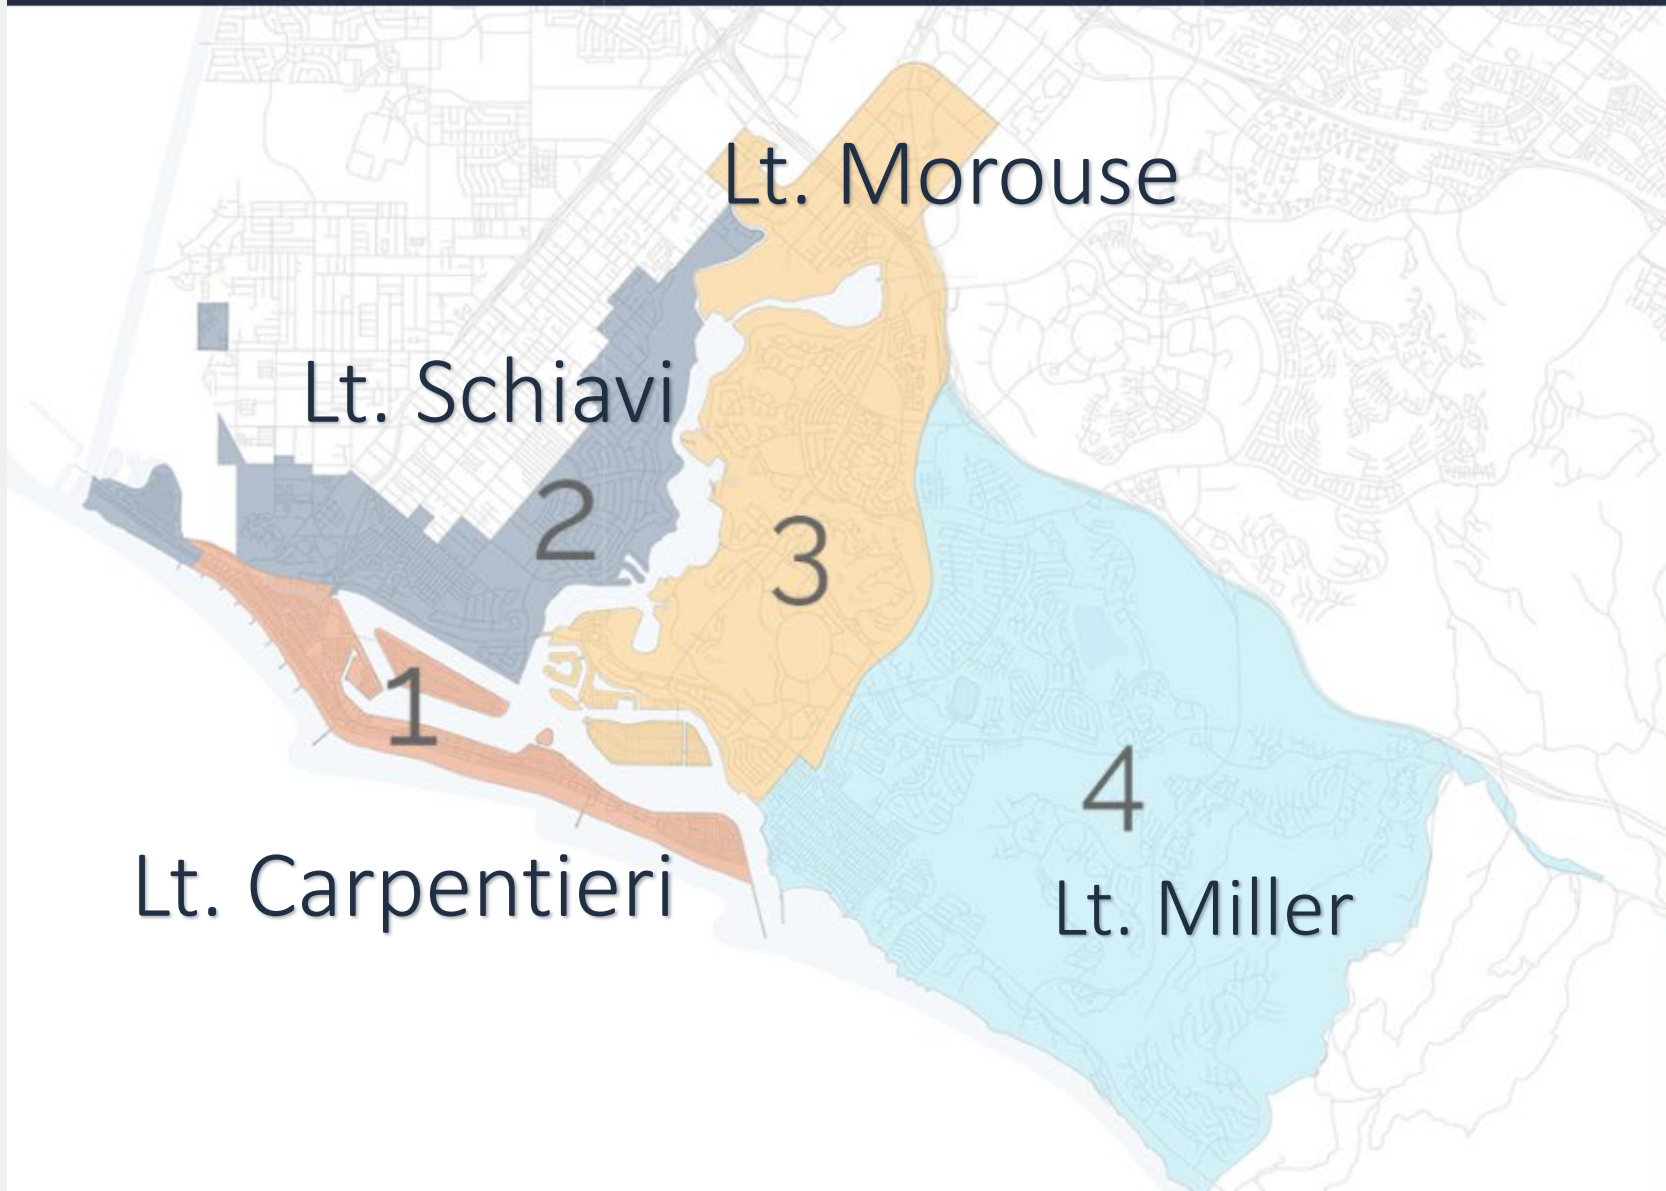 Lt. Morouse
Lt. Schiavi
2
3
1
4
Lt. Carpentieri
Lt. Miller